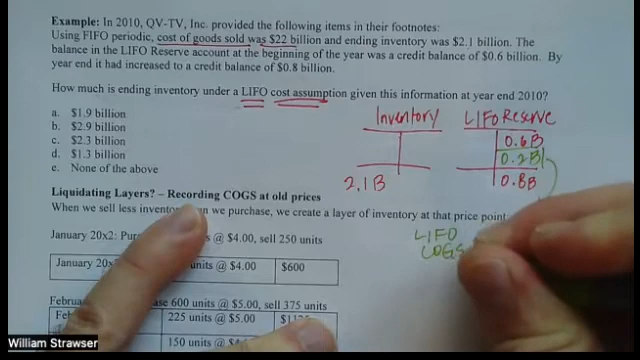 Example: In 2010, QV-TV, Inc. provided the following items in their footnotes:
Using FIFO periodic, cost of goods sold was $22 billion and ending inventory was $2.1 billion. The
balance in the LIFO Reserve account at the beginning of the year was a credit balance of $0.6 billion. By
year end it had increased to a credit balance of $0.8 billion.
How much is ending inventory under a LIFO cost assumption given this information at year end 2010?
a. $1.9 billion
b. $2.9 billion
c. $2.3 billion
d. $1.3 billion
e. None of the above
Inventory
2.1B
LIFO Reserve
0.6B
0.2B
0.8B
Liquidating Layers? – Recording COGS at old prices
When we sell less inventory we purchase, we create a layer of inventory at that price point
LIFO
COGS
January 20x2: $4.00, sell 250 units
January units @ $4.00 $600
600 units @ $5.00, sell 375 units
225 units @ $5.00
150 units @
William Strawser